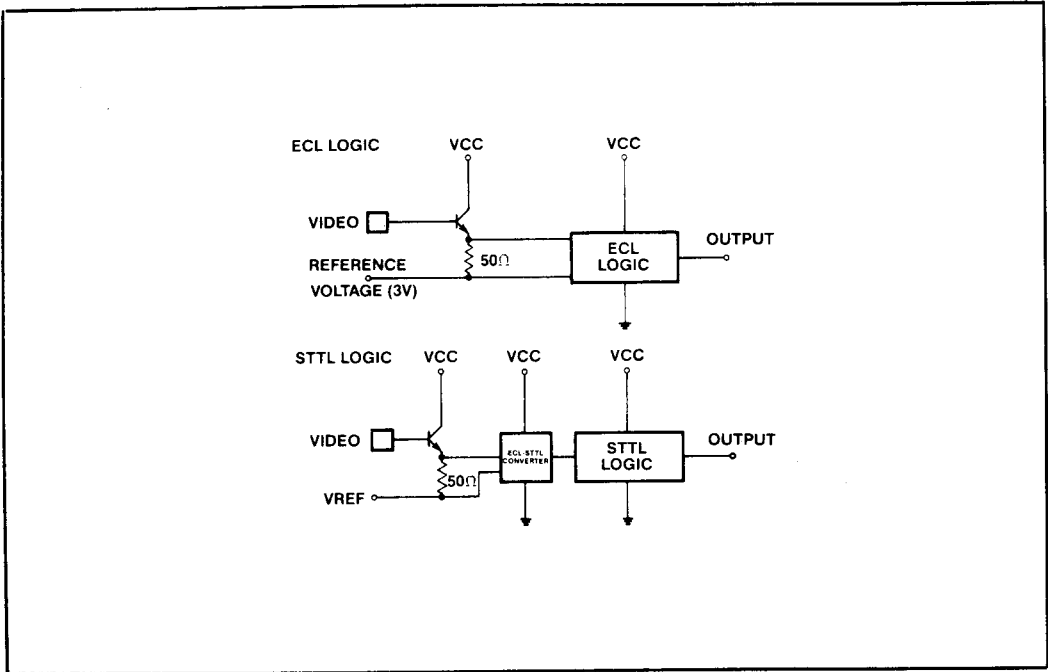 ECL LOGIC
VCC
VCC
VIDEO
50Ω
ECL
LOGIC
OUTPUT
REFERENCE
VOLTAGE (3V)
STTL LOGIC
VCC
VCC
VCC
VIDEO
50Ω
ECL-STTL
CONVERTER
STTL
LOGIC
OUTPUT
VREF